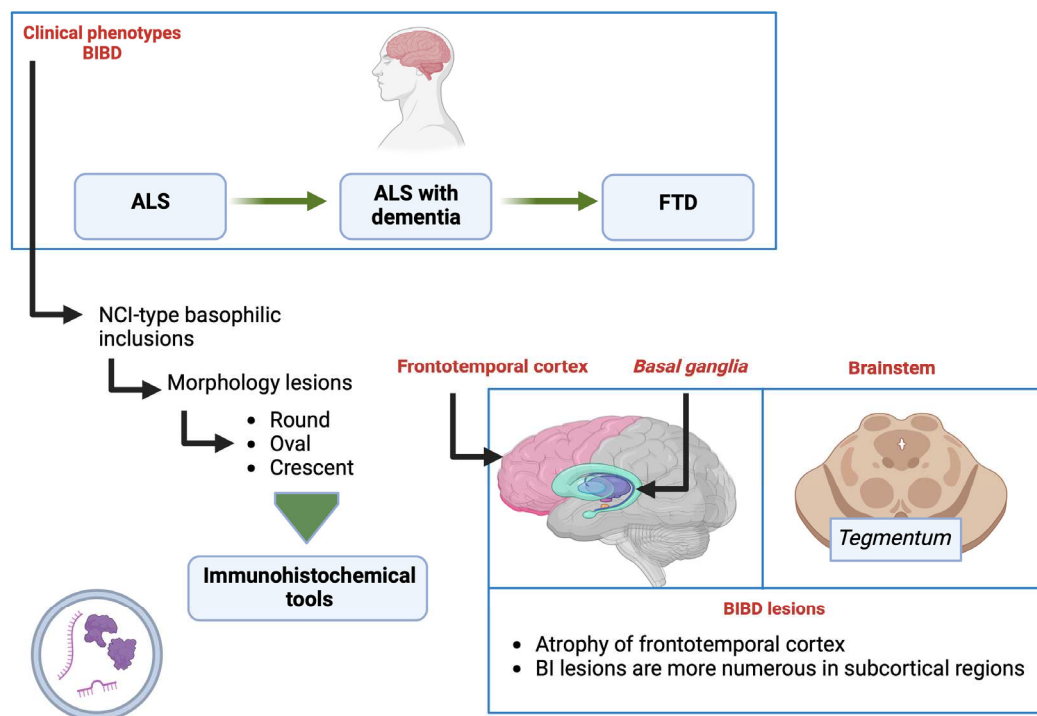 Clinical phenotypes
BIBD
ALS
ALS with
dementia
FTD
NCI-type basophilic
inclusions
Morphology lesions
• Round
• Oval
• Crescent
Immunohistochemical
tools
Frontotemporal cortex
Basal ganglia
Brainstem
Tegmentum
BIBD lesions
• Atrophy of frontotemporal cortex
• BI lesions are more numerous in subcortical regions